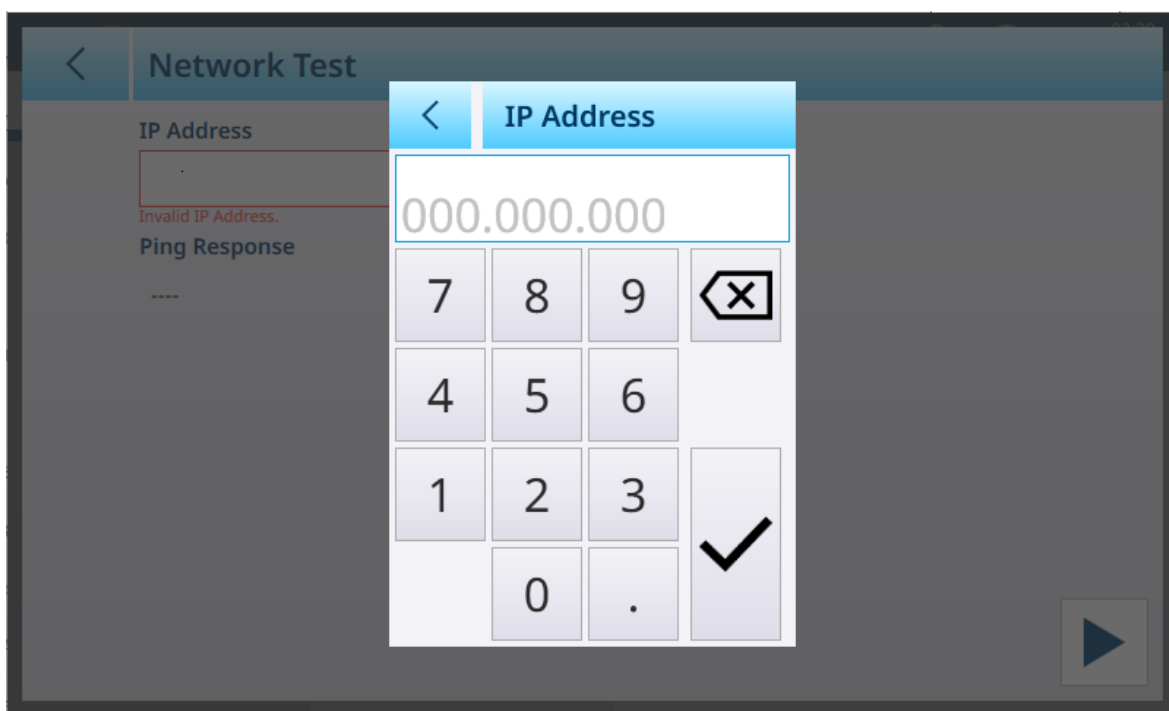 Network Test
IP Address
.
Invalid IP Address.
Ping Response
----
IP Address
000.000.000
7 8 9
4 5 6
1 2 3
0 .